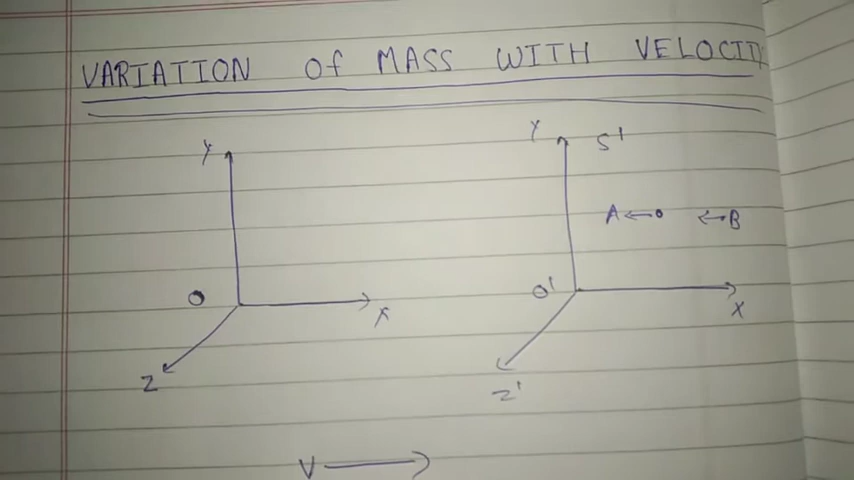 VARIATION Of MASS WITH VELOCITY
Y
Y S'
A B
O
O'
X
X
Z
Z'
V